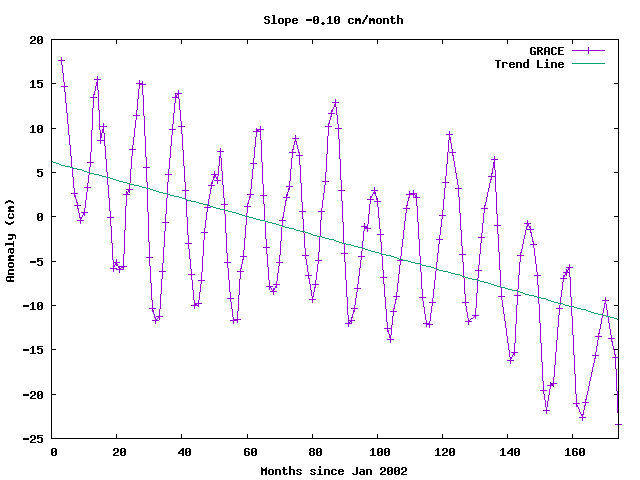 Slope -0.10 cm/month
GRACE
Trend Line
20
15
10
5
0
-5
-10
-15
-20
-25
Anomaly (cm)
0 20 40 60 80 100 120 140 160
Months since Jan 2002